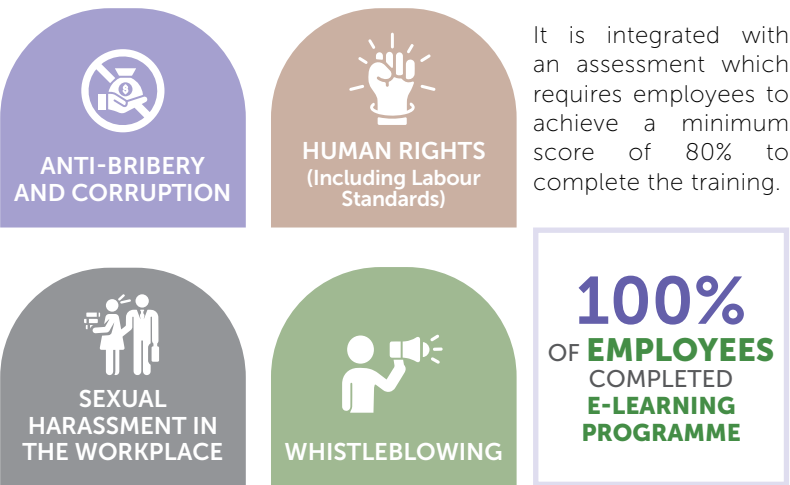 ANTI-BRIBERY
AND CORRUPTION
HUMAN RIGHTS
(Including Labour
Standards)
It is integrated with
an assessment which
requires employees to
achieve a minimum
score of 80% to
complete the training.
SEXUAL
HARASSMENT IN
THE WORKPLACE
WHISTLEBLOWING
100%
OF EMPLOYEES
COMPLETED
E-LEARNING
PROGRAMME